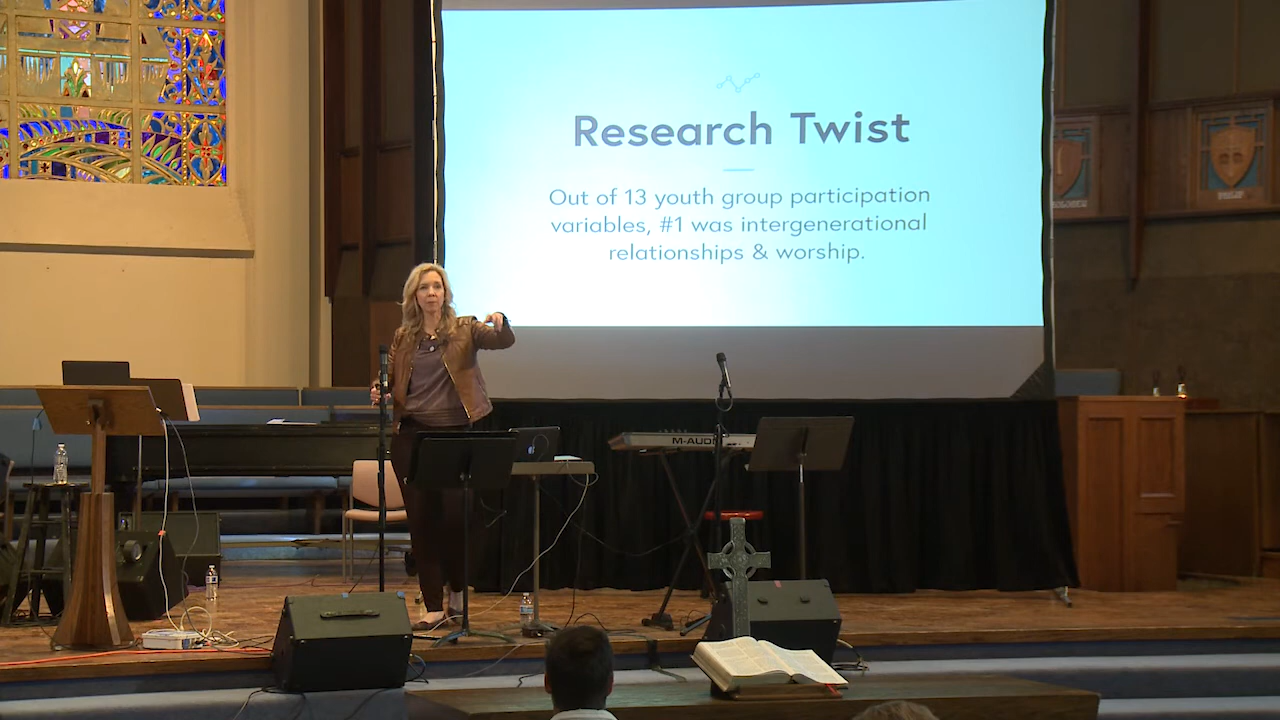 Research Twist
Out of 13 youth group participation
variables, #1 was intergenerational
relationships & worship.
M-AUDIO